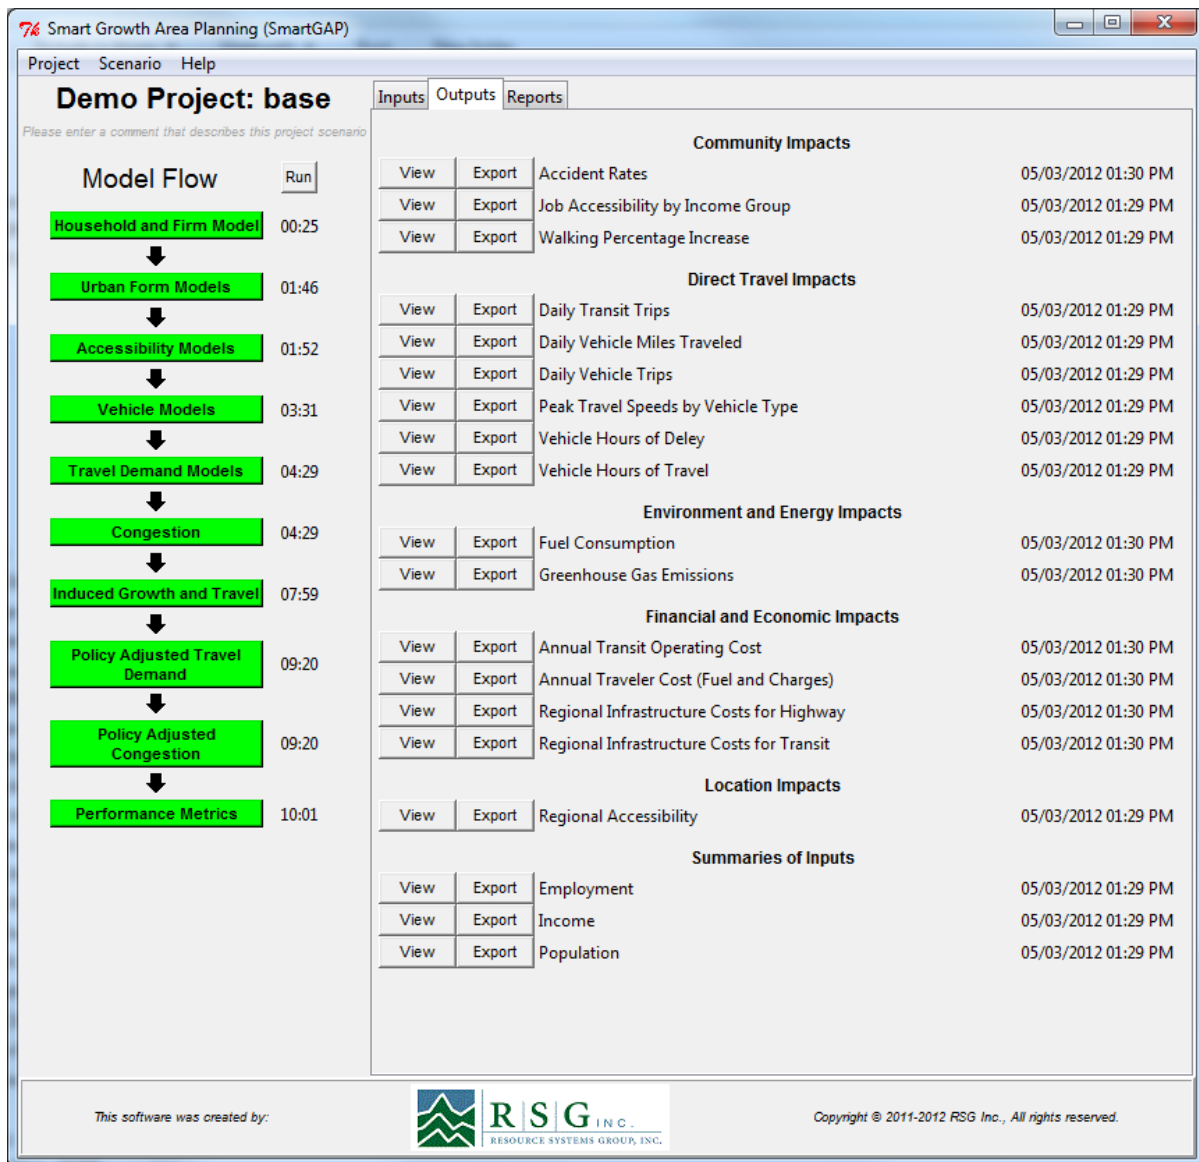 Smart Growth Area Planning (SmartGAP)
Project Scenario Help
Demo Project: base
Please enter a comment that describes this project scenario
Model Flow
Run
Household and Firm Model 00:25
Urban Form Models 01:46
Accessibility Models 01:52
Vehicle Models 03:31
Travel Demand Models 04:29
Congestion 04:29
Induced Growth and Travel 07:59
Policy Adjusted Travel
Demand
09:20
Policy Adjusted
Congestion
09:20
Performance Metrics 10:01
Inputs Outputs Reports
Community Impacts
View Export Accident Rates 05/03/2012 01:30 PM
View Export Job Accessibility by Income Group 05/03/2012 01:29 PM
View Export Walking Percentage Increase 05/03/2012 01:29 PM
Direct Travel Impacts
View Export Daily Transit Trips 05/03/2012 01:29 PM
View Export Daily Vehicle Miles Traveled 05/03/2012 01:29 PM
View Export Daily Vehicle Trips 05/03/2012 01:29 PM
View Export Peak Travel Speeds by Vehicle Type 05/03/2012 01:29 PM
View Export Vehicle Hours of Deley 05/03/2012 01:29 PM
View Export Vehicle Hours of Travel 05/03/2012 01:29 PM
Environment and Energy Impacts
View Export Fuel Consumption 05/03/2012 01:30 PM
View Export Greenhouse Gas Emissions 05/03/2012 01:30 PM
Financial and Economic Impacts
View Export Annual Transit Operating Cost 05/03/2012 01:30 PM
View Export Annual Traveler Cost (Fuel and Charges) 05/03/2012 01:30 PM
View Export Regional Infrastructure Costs for Highway 05/03/2012 01:30 PM
View Export Regional Infrastructure Costs for Transit 05/03/2012 01:30 PM
Location Impacts
View Export Regional Accessibility 05/03/2012 01:29 PM
Summaries of Inputs
View Export Employment 05/03/2012 01:29 PM
View Export Income 05/03/2012 01:29 PM
View Export Population 05/03/2012 01:29 PM
This software was created by:
RSG INC.
RESOURCE SYSTEMS GROUP, INC.
Copyright © 2011-2012 RSG Inc., All rights reserved.